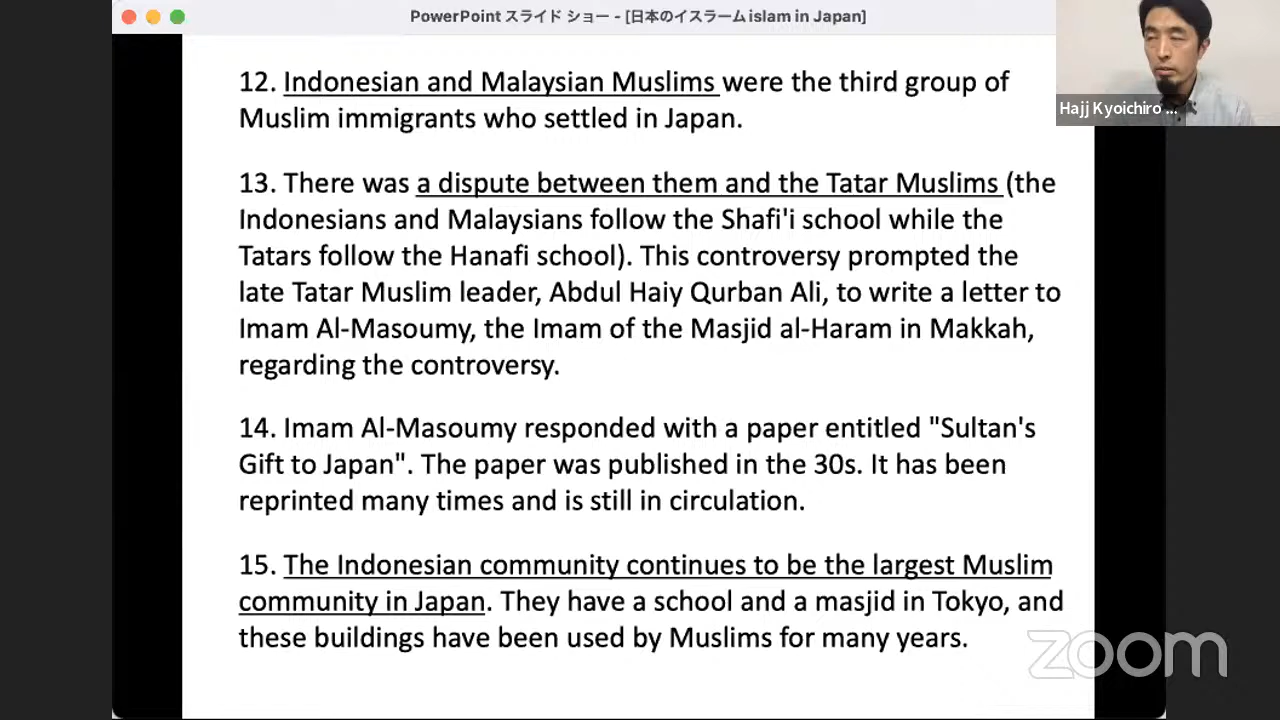 PowerPoint スライド ショー - [日本のイスラーム islam in Japan]
Hajj Kyoichiro ...
12. Indonesian and Malaysian Muslims were the third group of
Muslim immigrants who settled in Japan.
13. There was a dispute between them and the Tatar Muslims (the
Indonesians and Malaysians follow the Shafi'i school while the
Tatars follow the Hanafi school). This controversy prompted the
late Tatar Muslim leader, Abdul Haiy Qurban Ali, to write a letter to
Imam Al-Masoumy, the Imam of the Masjid al-Haram in Makkah,
regarding the controversy.
14. Imam Al-Masoumy responded with a paper entitled "Sultan's
Gift to Japan". The paper was published in the 30s. It has been
reprinted many times and is still in circulation.
15. The Indonesian community continues to be the largest Muslim
community in Japan. They have a school and a masjid in Tokyo, and
these buildings have been used by Muslims for many years.
zoom